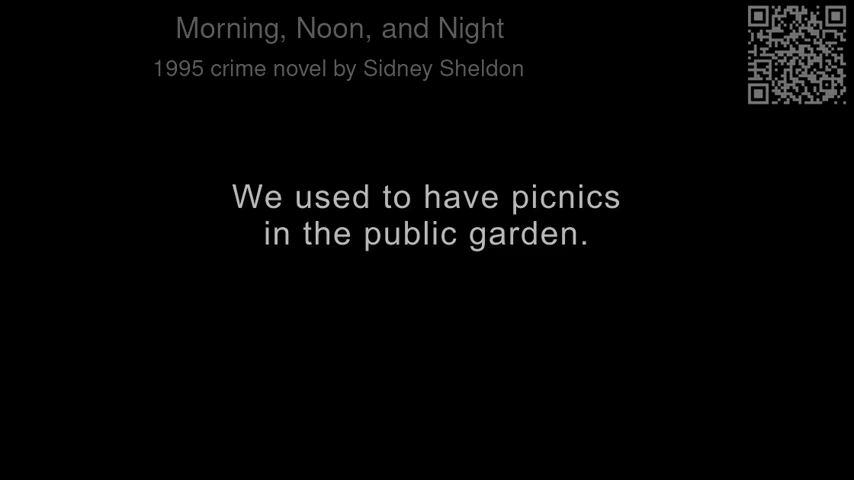 Morning, Noon, and Night
1995 crime novel by Sidney Sheldon
We used to have picnics
in the public garden.